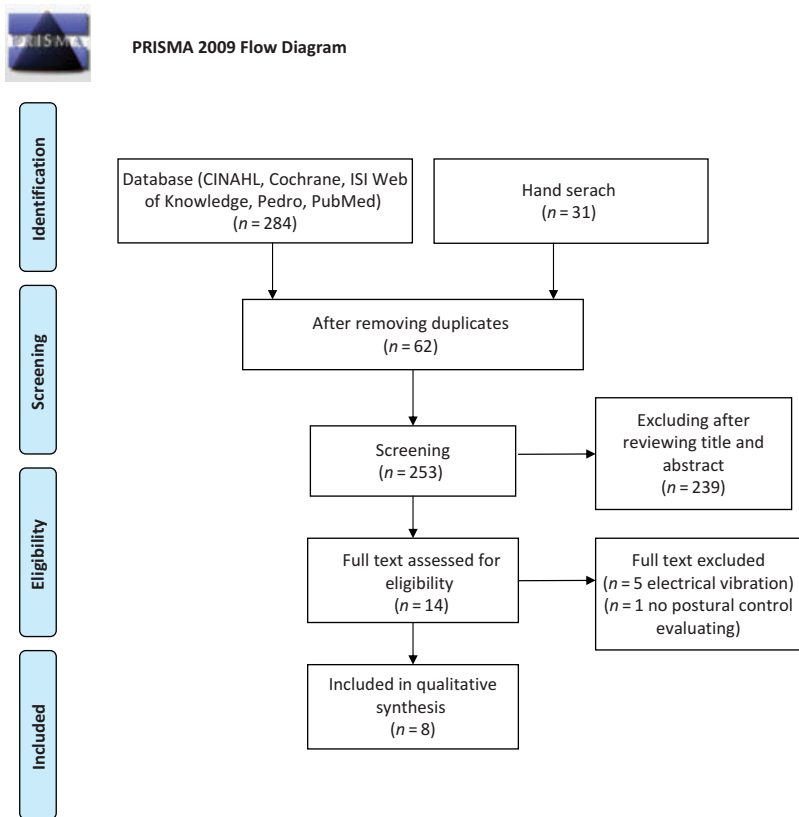 PRISMA
PRISMA 2009 Flow Diagram
Identification
Database (CINAHL, Cochrane, ISI Web
of Knowledge, Pedro, PubMed)
(n = 284)
Hand serach
(n = 31)
Screening
After removing duplicates
(n = 62)
Screening
(n = 253)
Excluding after
reviewing title and
abstract
(n = 239)
Eligibility
Full text assessed for
eligibility
(n = 14)
Full text excluded
(n = 5 electrical vibration)
(n = 1 no postural control
evaluating)
Included
Included in qualitative
synthesis
(n = 8)